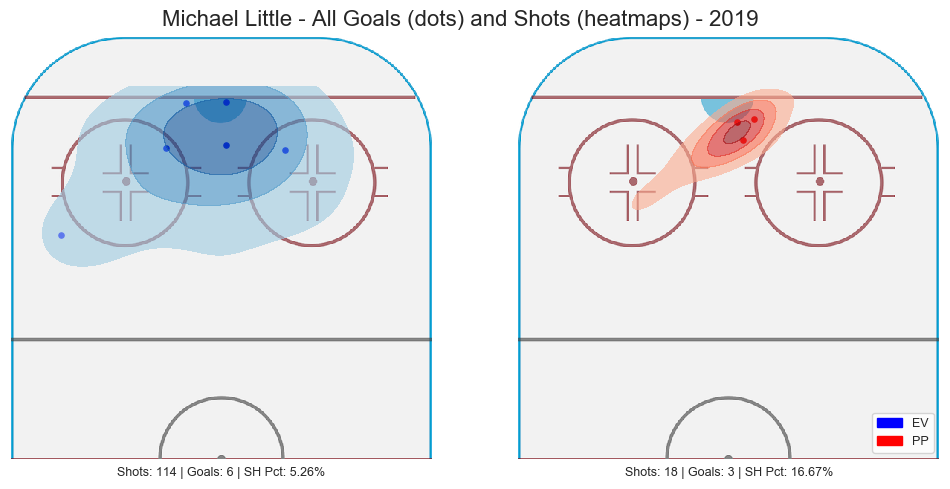 Michael Little - All Goals (dots) and Shots (heatmaps) - 2019
EV
PP
Shots: 114 | Goals: 6 | SH Pct: 5.26%
Shots: 18 | Goals: 3 | SH Pct: 16.67%